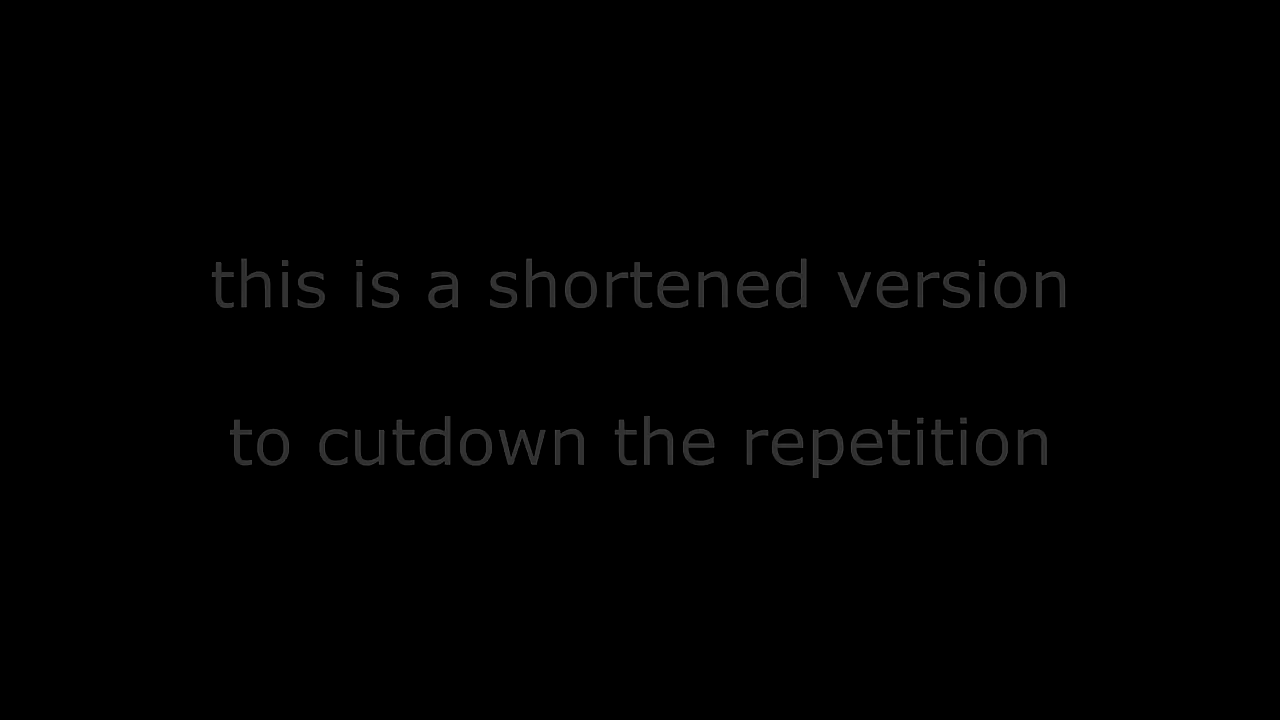 this is a shortened version
to cutdown the repetition